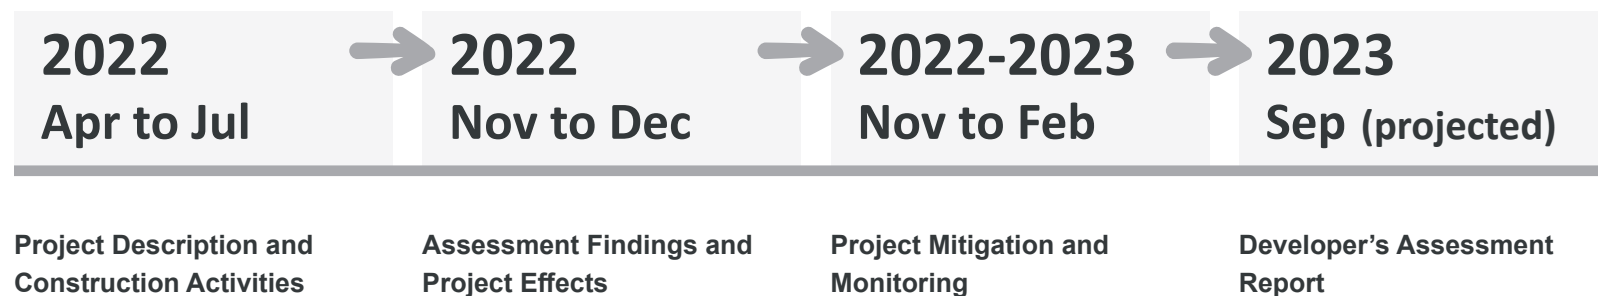 2022
Apr to Jul
2022
Nov to Dec
2022-2023
Nov to Feb
2023
Sep (projected)
Project Description and
Construction Activities
Assessment Findings and
Project Effects
Project Mitigation and
Monitoring
Developer’s Assessment
Report